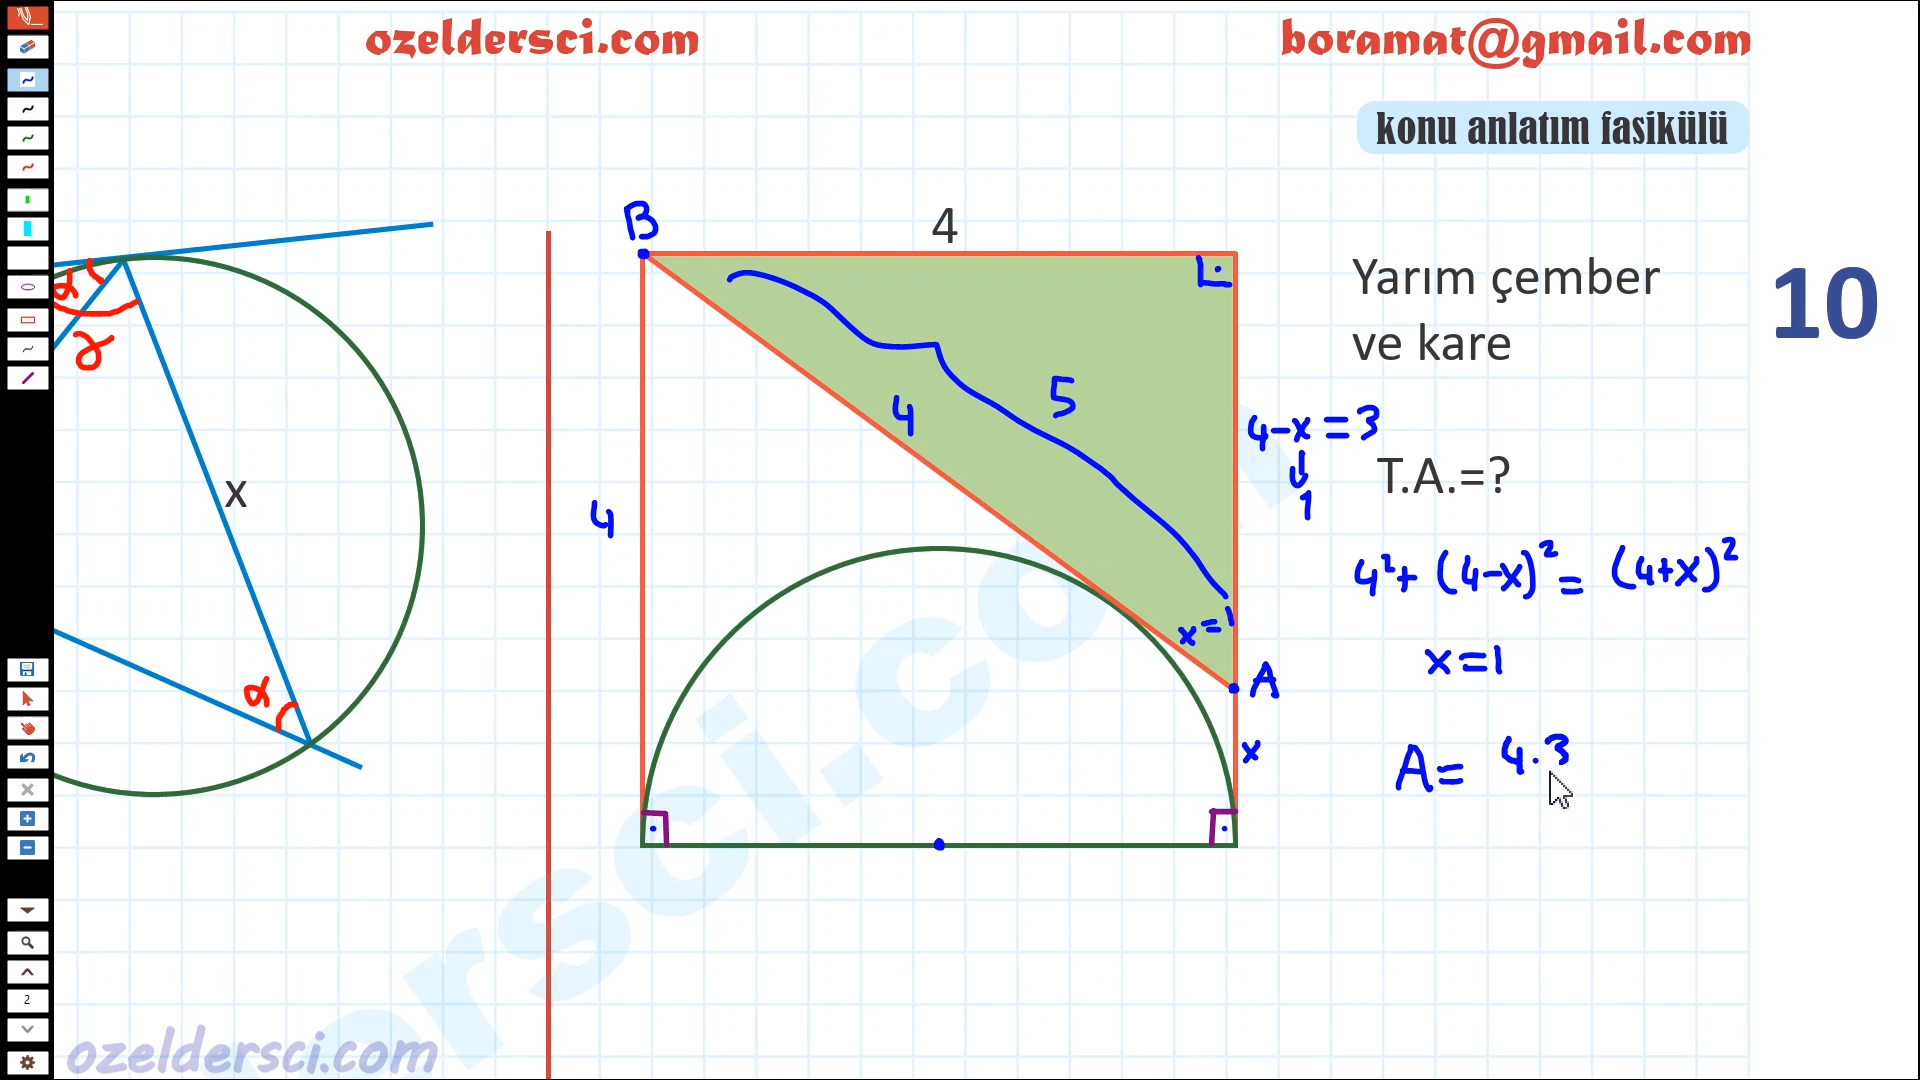 ozeldersci.com
boramat@gmail.com
konu anlatım fasikülü
10
Yarım çember
ve kare
T.A.=?
B
4
4
4
5
4-x=3
1
x=1
A
x
4²+ (4-x)²= (4+x)²
x=1
A= 4.3
α
α
x
2
ozeldersci.com